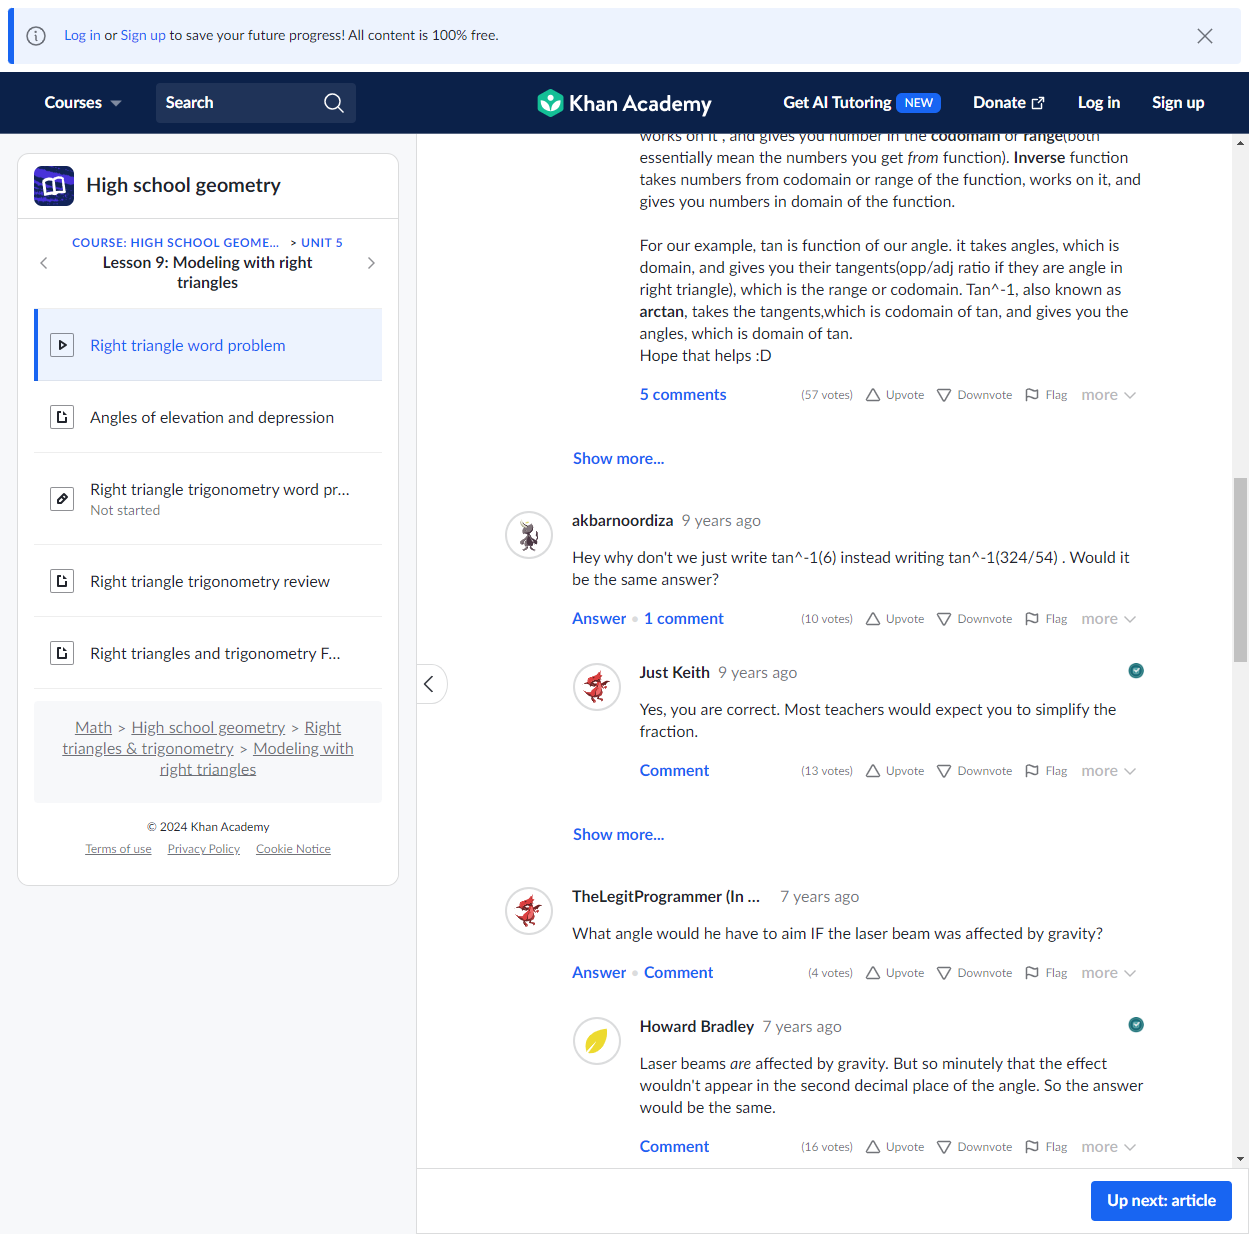 Log in or Sign up to save your future progress! All content is 100% free.
Courses
Search
Khan Academy
Get AI Tutoring NEW
Donate
Log in
Sign up
High school geometry
COURSE: HIGH SCHOOL GEOME... > UNIT 5
Lesson 9: Modeling with right
triangles
Right triangle word problem
Angles of elevation and depression
Right triangle trigonometry word pr...
Not started
Right triangle trigonometry review
Right triangles and trigonometry F...
Math > High school geometry > Right
triangles & trigonometry > Modeling with
right triangles
© 2024 Khan Academy
Terms of use Privacy Policy Cookie Notice
works on it , and gives you number in the codomain or range(both
essentially mean the numbers you get from function). Inverse function
takes numbers from codomain or range of the function, works on it, and
gives you numbers in domain of the function.
For our example, tan is function of our angle. it takes angles, which is
domain, and gives you their tangents(opp/adj ratio if they are angle in
right triangle), which is the range or codomain. Tan^-1, also known as
arctan, takes the tangents,which is codomain of tan, and gives you the
angles, which is domain of tan.
Hope that helps :D
5 comments (57 votes) Upvote Downvote Flag more
Show more...
akbarnoordiza 9 years ago
Hey why don't we just write tan^-1(6) instead writing tan^-1(324/54) . Would it
be the same answer?
Answer • 1 comment (10 votes) Upvote Downvote Flag more
Just Keith 9 years ago
Yes, you are correct. Most teachers would expect you to simplify the
fraction.
Comment (13 votes) Upvote Downvote Flag more
Show more...
TheLegitProgrammer (In ... 7 years ago
What angle would he have to aim IF the laser beam was affected by gravity?
Answer • Comment (4 votes) Upvote Downvote Flag more
Howard Bradley 7 years ago
Laser beams are affected by gravity. But so minutely that the effect
wouldn't appear in the second decimal place of the angle. So the answer
would be the same.
Comment (16 votes) Upvote Downvote Flag more
Up next: article